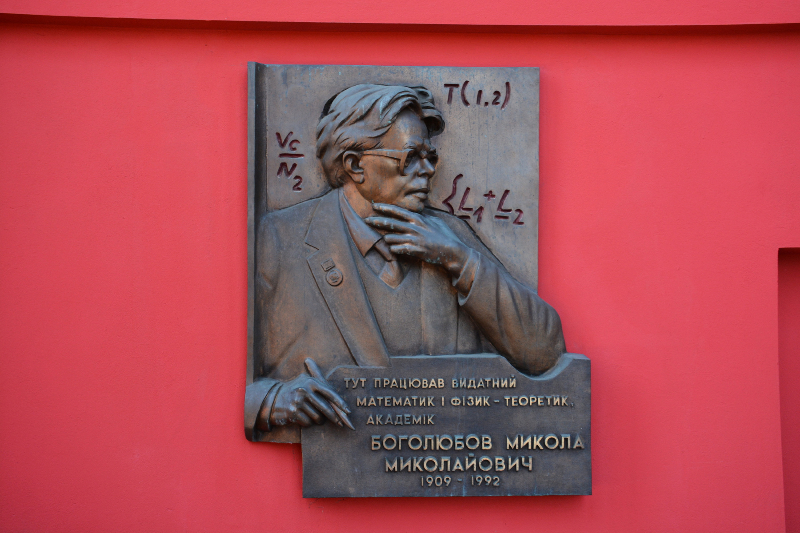 T(1,2)
Vc
N2
{L1+L2
ТУТ ПРАЦЮВАВ ВИДАТНИЙ
МАТЕМАТИК І ФІЗИК - ТЕОРЕТИК,
АКАДЕМІК
БОГОЛЮБОВ МИКОЛА
МИКОЛАЙОВИЧ
1909 - 1992